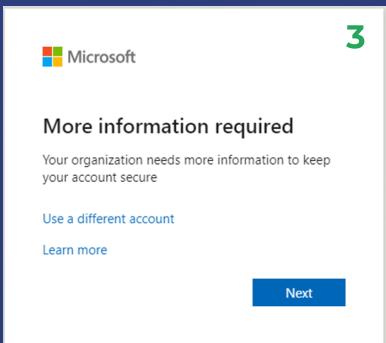 3
Microsoft
More information required
Your organization needs more information to keep
your account secure
Use a different account
Learn more
Next